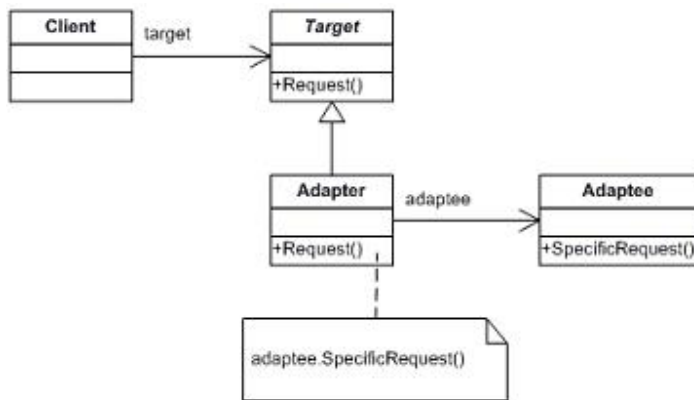 Client
target
Target
+Request()
Adapter
adaptee
Adaptee
+Request()
+SpecificRequest()
adaptee.SpecificRequest()